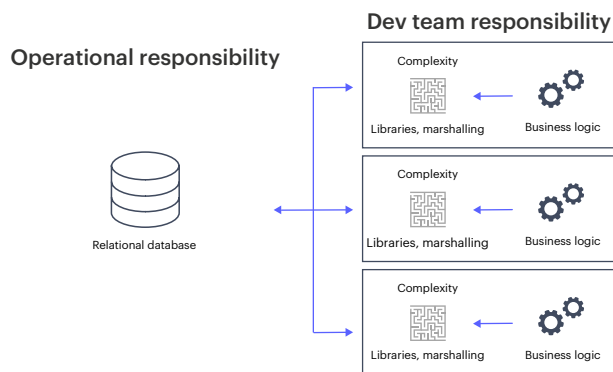 Dev team responsibility
Operational responsibility
Complexity
Libraries, marshalling
Business logic
Complexity
Libraries, marshalling
Business logic
Relational database
Complexity
Libraries, marshalling
Business logic